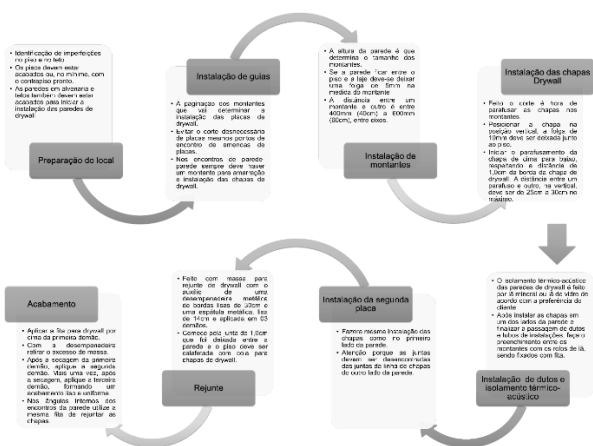 • Identificação de imperfeições
no piso e no teto
• Os pisos devem estar
acabados ou, no mínimo, com
o contrapiso pronto.
• As paredes em alvenaria e
tetos também devem estar
acabados para iniciar a
instalação das paredes de
drywall
Preparação do local
Instalação de guias
• A paginação dos montantes
que vai determinar a
instalação das placas de
drywall.
• Evitar o corte desnecessário
de placas nesses pontos de
encontro de emendas de
placas.
• Nos encontros de parede-
parede sempre deve haver
um montante para amarração
e instalação das chapas de
drywall.
• A altura da parede é que
determina o tamanho dos
montantes.
• Se a parede ficar entre o
piso e a laje deve-se deixar
uma folga de 5mm na
medida do montante
• A distância entre um
montante e outro é entre
400mm (40cm) a 600mm
(60cm), entre eixos.
Instalação de
montantes
Instalação das chapas
Drywall
• Feito o corte é hora de
parafusar as chapas nos
montantes.
• Posicionar a chapa na
posição vertical, a folga de
10mm deve ser deixada junto
ao piso.
• Iniciar o parafusamento da
chapa de cima para baixo,
respeitando a distância de
1,0cm da borda da chapa de
drywall. A distância entre um
parafuso e outro, na vertical,
deve ser de 25cm a 30cm no
máximo.
• O isolamento térmico-acústico
das paredes de drywall é feito
por lã mineral ou lã de vidro de
acordo com a preferência do
cliente
• Após instalar as chapas em
um dos lados da parede e
finalizar a passagem de dutos
e tubos de instalações, faça o
preenchimento entre os
montantes com os rolos de lã,
sendo fixados com fita.
Instalação de dutos e
isolamento térmico-
acústico
Instalação da segunda
placa
• Fazer a mesma instalação das
chapas como no primeiro
lado da parede.
• Atenção porque as juntas
devem ser desencontradas
das juntas da linha de chapas
do outro lado da parede.
• Feito com massa para
rejunte de drywall com o
auxílio de uma
desempenadeira metálica
de bordas lisas de 30cm e
uma espátula metálica, lisa
de 14cm e aplicada em 03
demãos.
• Comece pela junta de 1,0cm
que foi deixada entre a
parede e o piso deve ser
calafetada com cola para
chapas de drywall.
Rejunte
Acabamento
• Aplicar a fita para drywall por
cima da primeira demão.
• Com a desempenadeira
retirar o excesso de massa.
• Após a secagem da primeira
demão, aplique a segunda
demão. Mais uma vez, após
a secagem, aplique a terceira
demão, formando um
acabamento liso e uniforme.
• Nos ângulos internos dos
encontros da parede utilize a
mesma fita de rejuntar as
chapas.